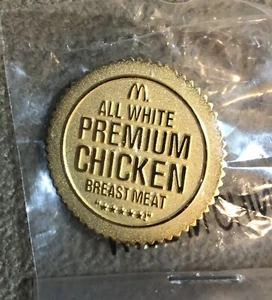 M.
ALL WHITE
PREMIUM
CHICKEN
BREAST MEAT